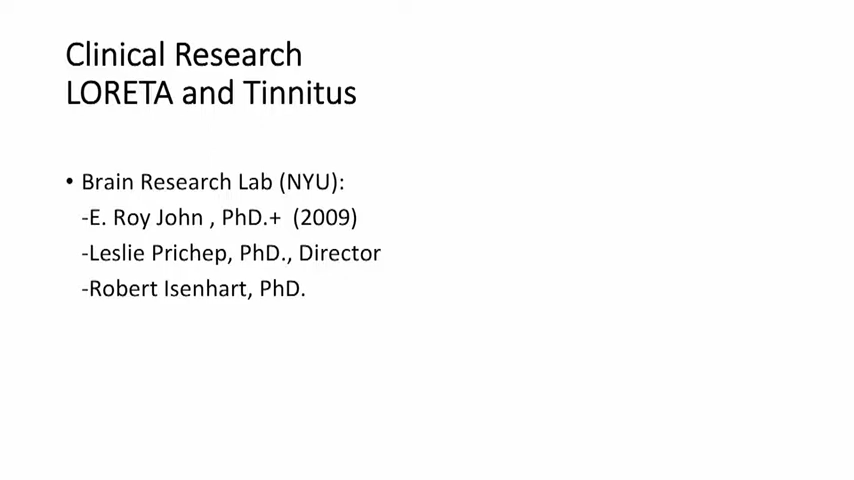 Clinical Research
LORETA and Tinnitus
• Brain Research Lab (NYU):
-E. Roy John , PhD.+ (2009)
-Leslie Prichep, PhD., Director
-Robert Isenhart, PhD.